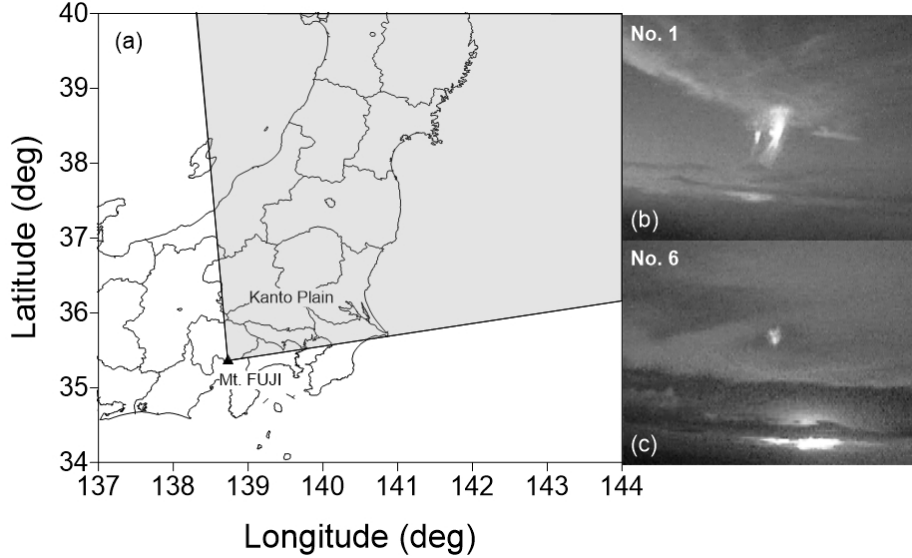 (a)
40
39
38
37
36
35
34
137
138
139
140
141
142
143
144
Latitude (deg)
Longitude (deg)
Kanto Plain
Mt. FUJI
No. 1
(b)
No. 6
(c)